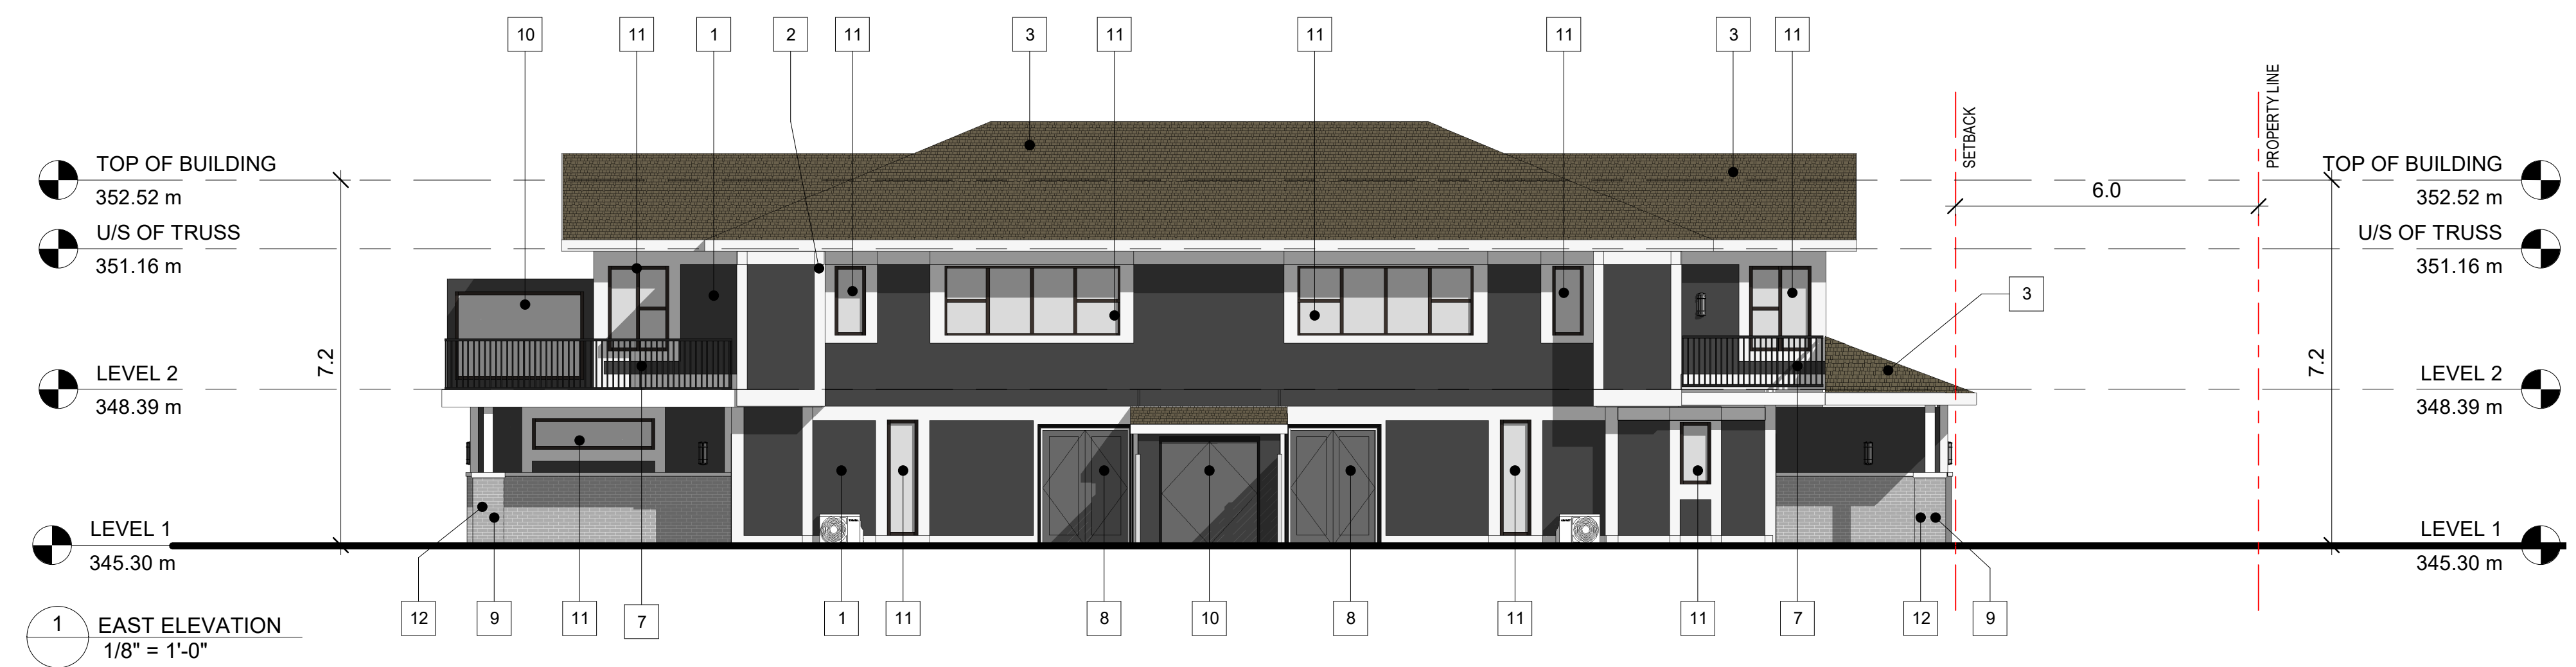 10
11
1
2
11
3
11
11
11
3
11
SETBACK
PROPERTY LINE
TOP OF BUILDING
352.52 m
U/S OF TRUSS
351.16 m
LEVEL 2
348.39 m
LEVEL 1
345.30 m
7.2
6.0
3
TOP OF BUILDING
352.52 m
U/S OF TRUSS
351.16 m
LEVEL 2
348.39 m
LEVEL 1
345.30 m
7.2
12
9
11
7
1
11
8
10
8
11
11
7
12
9
1
EAST ELEVATION
1/8" = 1'-0"